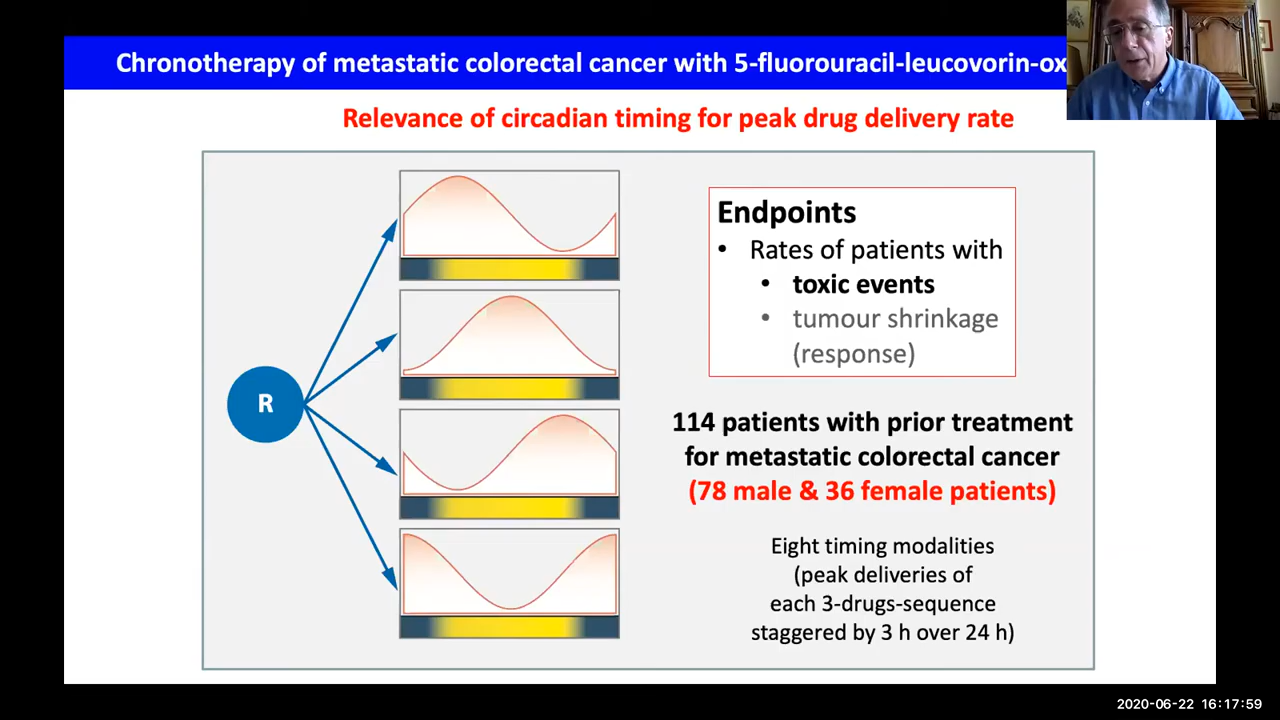 Chronotherapy of metastatic colorectal cancer with 5-fluorouracil-leucovorin-ox
Relevance of circadian timing for peak drug delivery rate
R
Endpoints
• Rates of patients with
• toxic events
• tumour shrinkage
(response)
114 patients with prior treatment
for metastatic colorectal cancer
(78 male & 36 female patients)
Eight timing modalities
(peak deliveries of
each 3-drugs-sequence
staggered by 3 h over 24 h)
2020-06-22 16:17:59